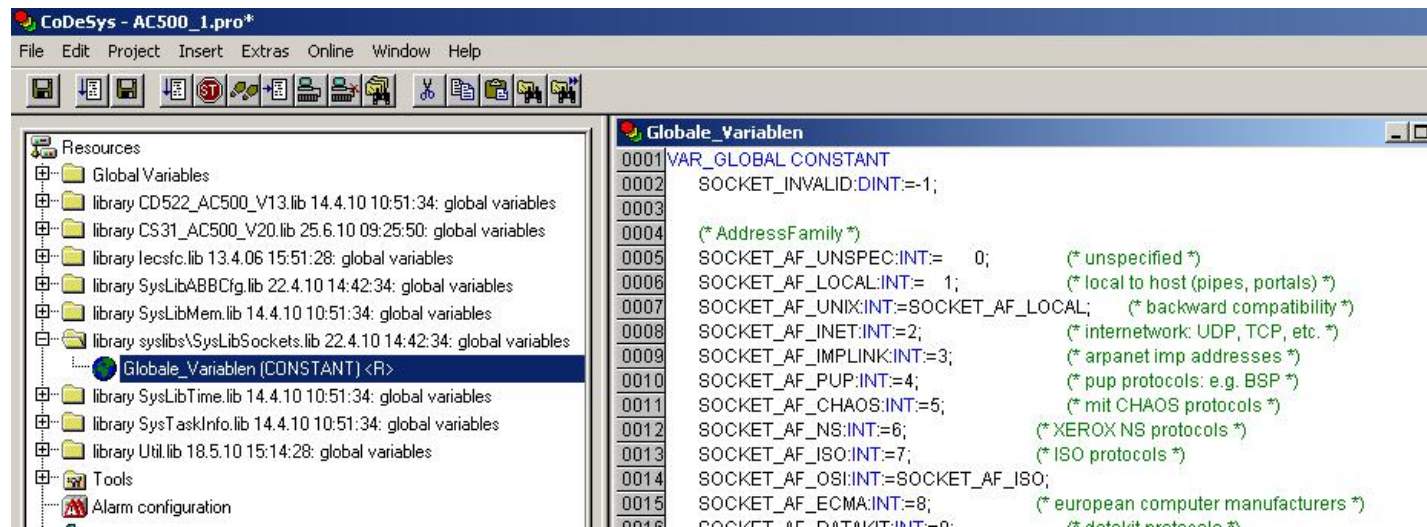 CoDeSys - AC500_1.pro*
File Edit Project Insert Extras Online Window Help
Resources
Global Variables
library CD522_AC500_V13.lib 14.4.10 10:51:34: global variables
library CS31_AC500_V20.lib 25.6.10 09:25:50: global variables
library Iecsfc.lib 13.4.06 15:51:28: global variables
library SysLibABBCfg.lib 22.4.10 14:42:34: global variables
library SysLibMem.lib 14.4.10 10:51:34: global variables
library syslibs\SysLibSockets.lib 22.4.10 14:42:34: global variables
Globale_Variablen (CONSTANT) <R>
library SysLibTime.lib 14.4.10 10:51:34: global variables
library SysTaskInfo.lib 14.4.10 10:51:34: global variables
library Util.lib 18.5.10 15:14:28: global variables
Tools
Alarm configuration
Globale_Variablen
0001 VAR_GLOBAL CONSTANT
0002 SOCKET_INVALID:DINT:=-1;
0003
0004 (* AddressFamily *)
0005 SOCKET_AF_UNSPEC:INT:= 0; (* unspecified *)
0006 SOCKET_AF_LOCAL:INT:= 1; (* local to host (pipes, portals) *)
0007 SOCKET_AF_UNIX:INT:=SOCKET_AF_LOCAL; (* backward compatibility *)
0008 SOCKET_AF_INET:INT:=2; (* internetwork: UDP, TCP, etc. *)
0009 SOCKET_AF_IMPLINK:INT:=3; (* arpanet imp addresses *)
0010 SOCKET_AF_PUP:INT:=4; (* pup protocols: e.g. BSP *)
0011 SOCKET_AF_CHAOS:INT:=5; (* mit CHAOS protocols *)
0012 SOCKET_AF_NS:INT:=6; (* XEROX NS protocols *)
0013 SOCKET_AF_ISO:INT:=7; (* ISO protocols *)
0014 SOCKET_AF_OSI:INT:=SOCKET_AF_ISO;
0015 SOCKET_AF_ECMA:INT:=8; (* european computer manufacturers *)
0016 SOCKET_AF_DATAKIT:INT:=9; (* datakit protocols *)